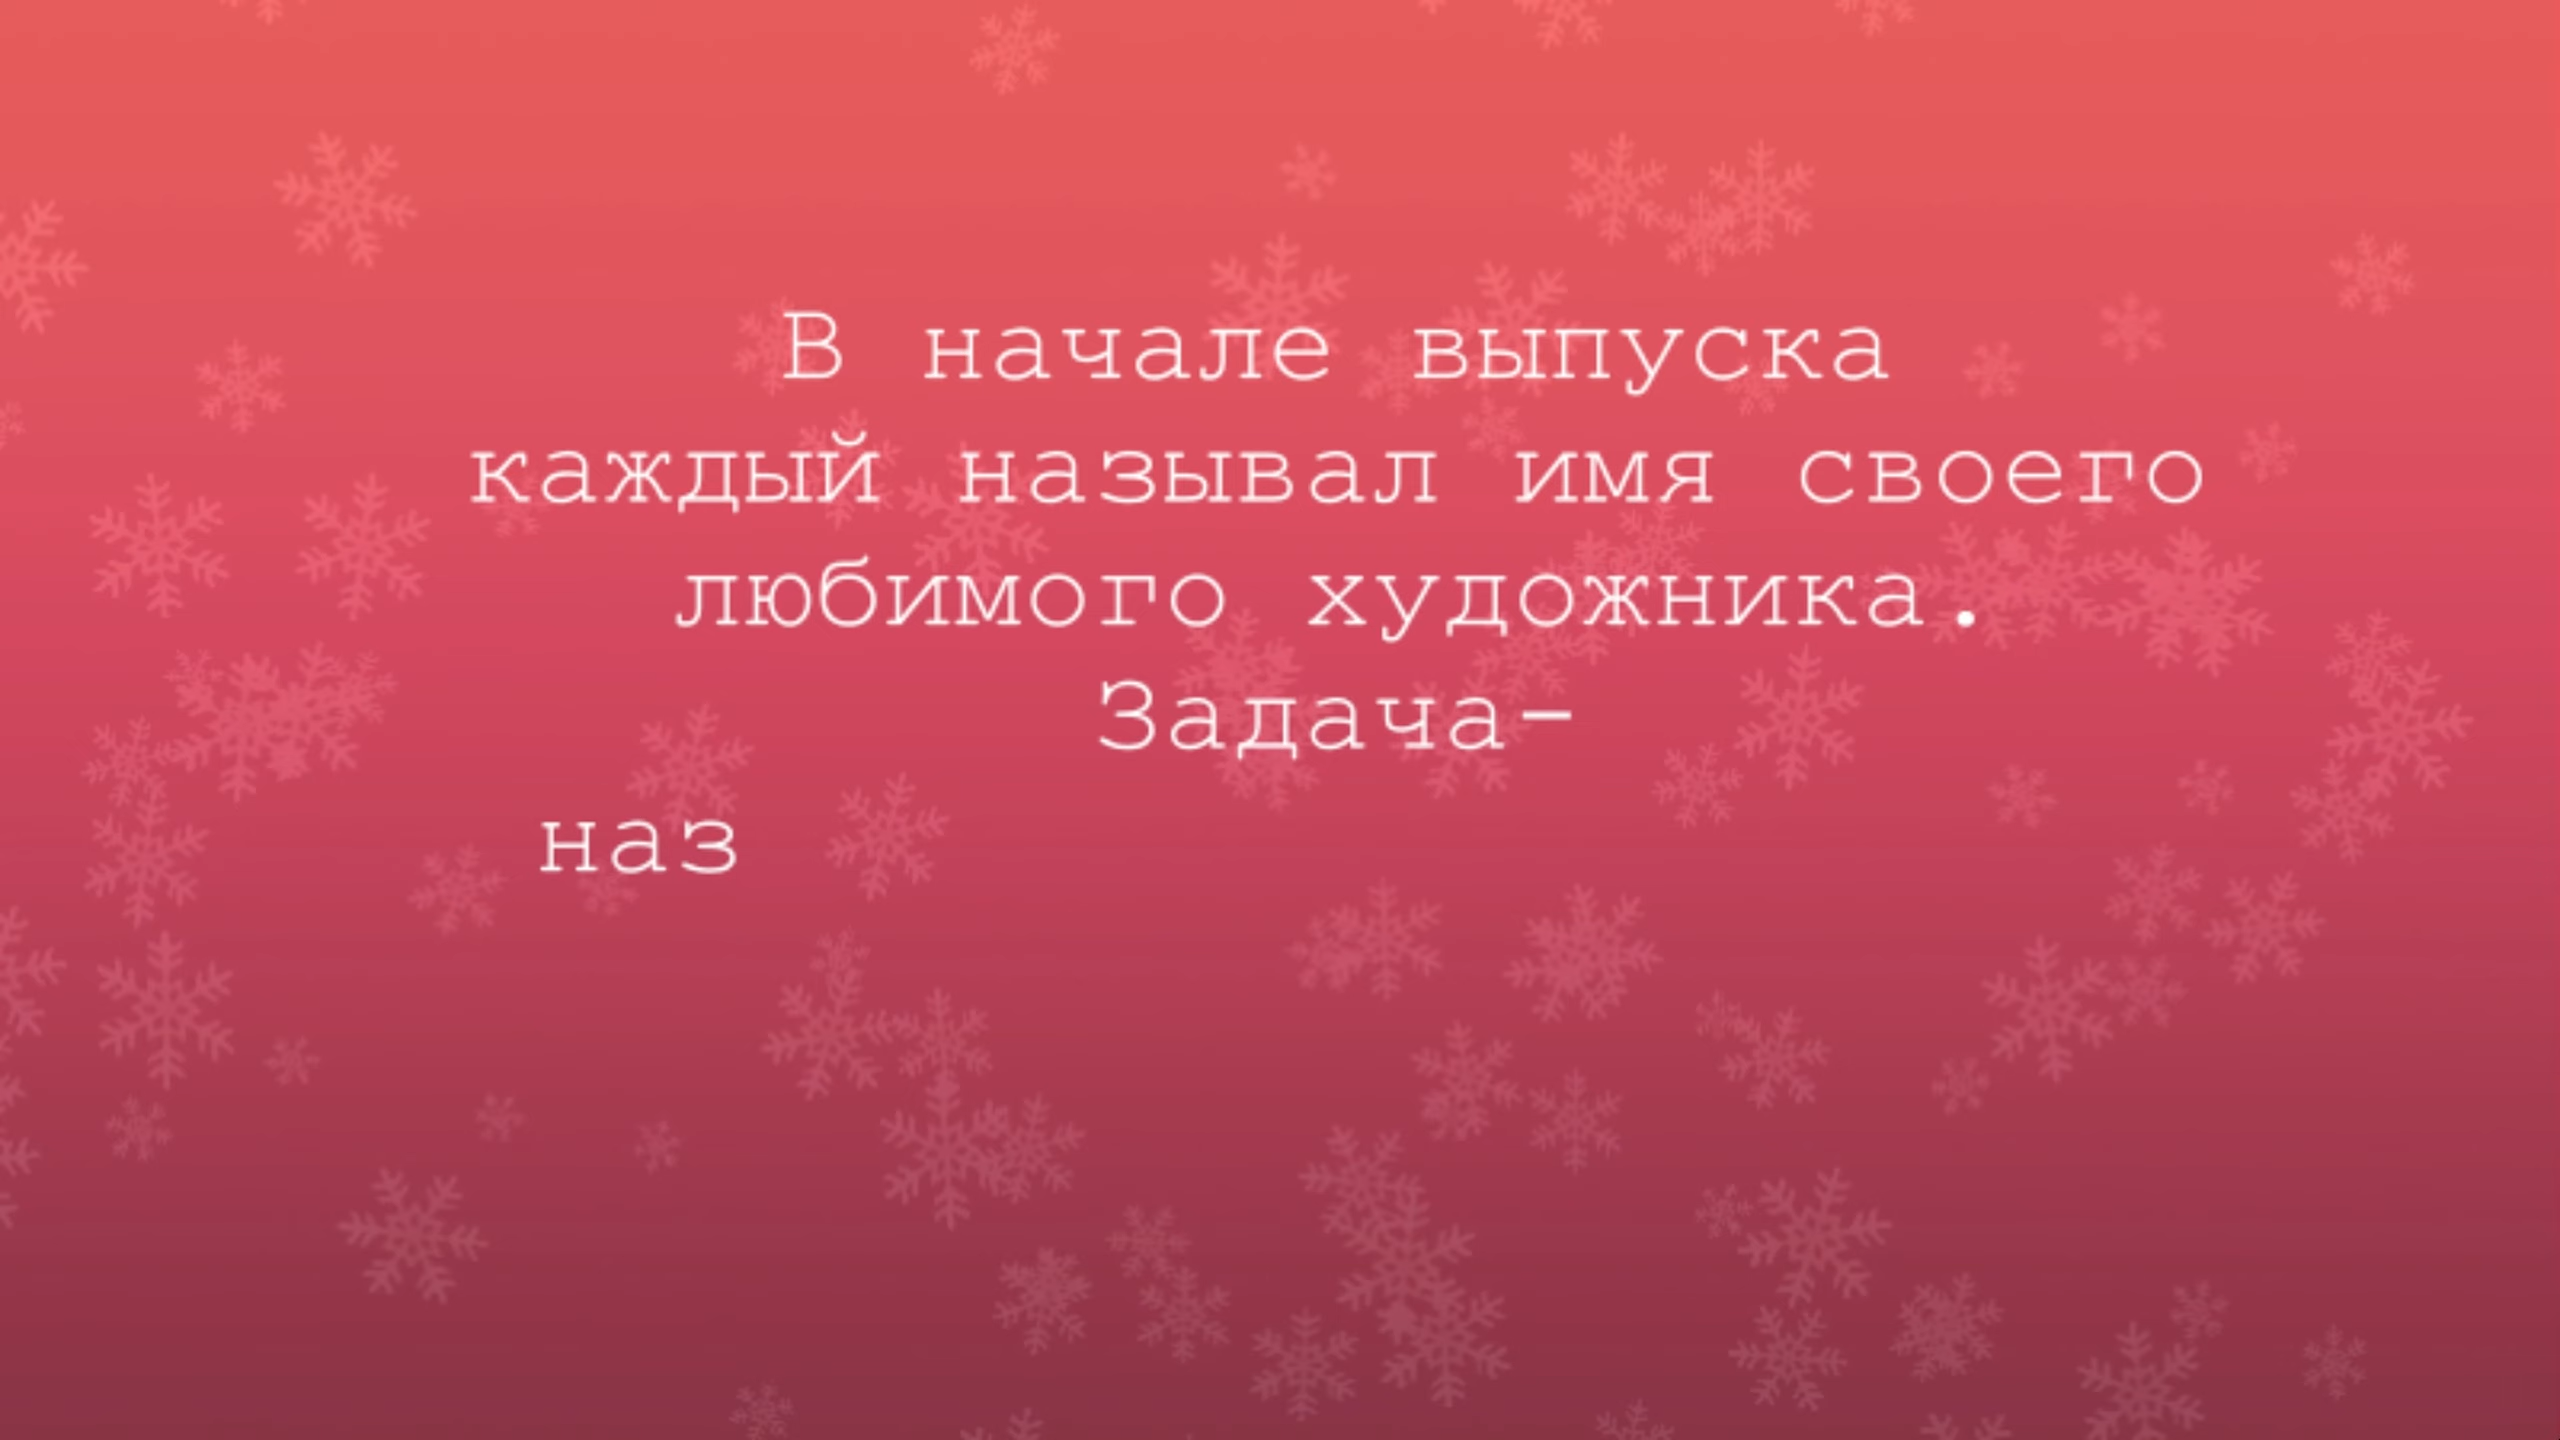 В начале выпуска
каждый называл имя своего
любимого художника.
Задача-
наз